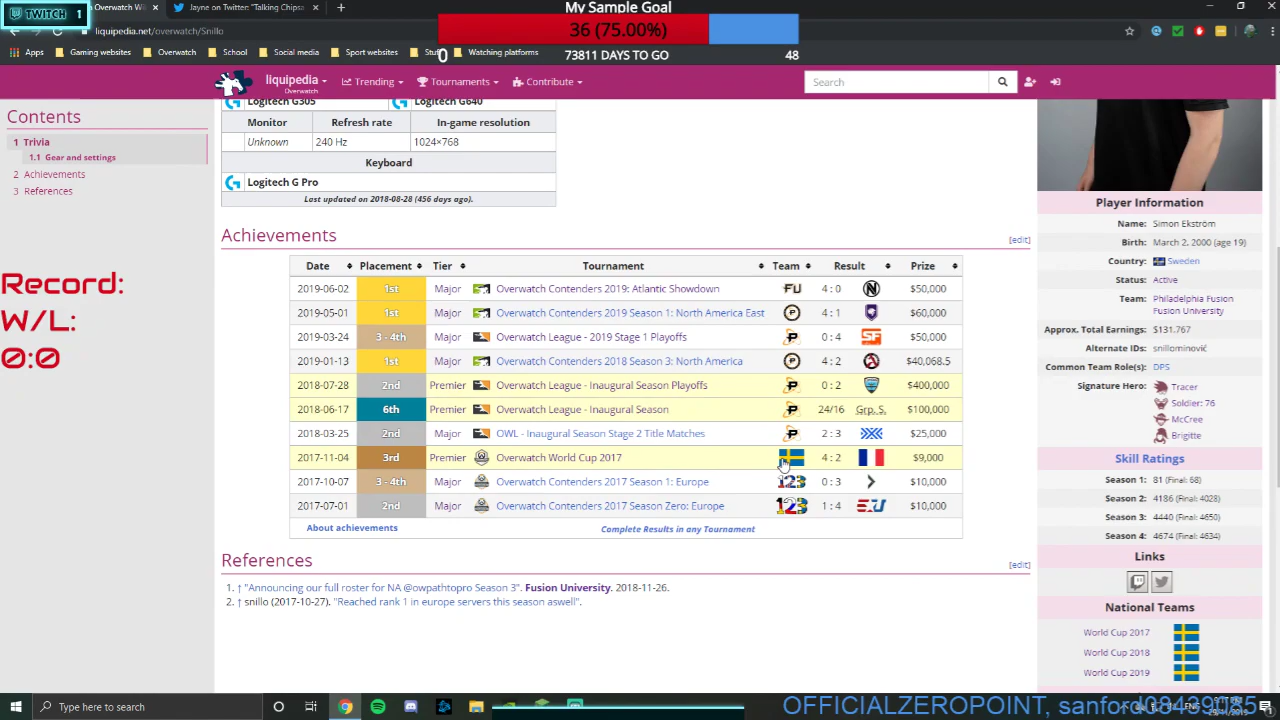 TWITCH 1
Overwatch Wi
Jayne on Twitter: "Talking Chipsa
My Sample Goal
36 (75.00%)
0
48
73811 DAYS TO GO
liquipedia.net/overwatch/Snillo
Apps Gaming websites Overwatch School Social media Sport websites Stuff Watching platforms
liquipedia Overwatch
Trending Tournaments Contribute
Search
Contents
1 Trivia
1.1 Gear and settings
2 Achievements
3 References
Record:
W/L:
0:0
Logitech G305 Logitech G640
Monitor Refresh rate In-game resolution
Unknown 240 Hz 1024×768
Keyboard
Logitech G Pro
Last updated on 2018-08-28 (456 days ago).
Achievements [edit]
Date Placement Tier Tournament Team Result Prize
2019-06-02 1st Major Overwatch Contenders 2019: Atlantic Showdown FU 4 : 0 $50,000
2019-05-01 1st Major Overwatch Contenders 2019 Season 1: North America East 4 : 1 $60,000
2019-03-24 3 - 4th Major Overwatch League - 2019 Stage 1 Playoffs 0 : 4 SF $50,000
2019-01-13 1st Major Overwatch Contenders 2018 Season 3: North America 4 : 2 $40,068.5
2018-07-28 2nd Premier Overwatch League - Inaugural Season Playoffs 0 : 2 $400,000
2018-06-17 6th Premier Overwatch League - Inaugural Season 24/16 Grp. S. $100,000
2018-03-25 2nd Major OWL - Inaugural Season Stage 2 Title Matches 2 : 3 $25,000
2017-11-04 3rd Premier Overwatch World Cup 2017 4 : 2 $9,000
2017-10-07 3 - 4th Major Overwatch Contenders 2017 Season 1: Europe 123 0 : 3 $10,000
2017-07-01 2nd Major Overwatch Contenders 2017 Season Zero: Europe 123 1 : 4 EU $10,000
About achievements Complete Results in any Tournament
References [edit]
1. ↑ "Announcing our full roster for NA @owpathtopro Season 3". Fusion University. 2018-11-26.
2. ↑ snillo (2017-10-27). "Reached rank 1 in europe servers this season aswell".
Player Information
Name: Simon Ekström
Birth: March 2, 2000 (age 19)
Country: Sweden
Status: Active
Team: Philadelphia Fusion
Fusion University
Approx. Total Earnings: $131,767
Alternate IDs: snillominović
Common Team Role(s): DPS
Signature Hero: Tracer
Soldier: 76
McCree
Brigitte
Skill Ratings
Season 1: 81 (Final: 68)
Season 2: 4186 (Final: 4028)
Season 3: 4440 (Final: 4650)
Season 4: 4674 (Final: 4634)
Links
National Teams
World Cup 2017
World Cup 2018
World Cup 2019
Type here to search
OFFICIALZEROPOINT,